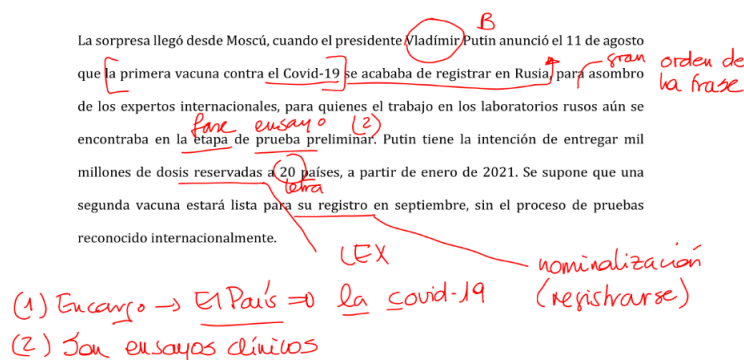 B
La sorpresa llegó desde Moscú, cuando el presidente Vladímir Putin anunció el 11 de agosto
que la primera vacuna contra el Covid-19 se acababa de registrar en Rusia, para asombro
gran orden de
la frase
de los expertos internacionales, para quienes el trabajo en los laboratorios rusos aún se
fase ensayo (2)
encontraba en la etapa de prueba preliminar. Putin tiene la intención de entregar mil
millones de dosis reservadas a 20 países, a partir de enero de 2021. Se supone que una
letra
segunda vacuna estará lista para su registro en septiembre, sin el proceso de pruebas
reconocido internacionalmente.
LEX
nominalización
(registrarse)
(1) Encargo → El País ⇒ la covid-19
(2) Son ensayos clínicos